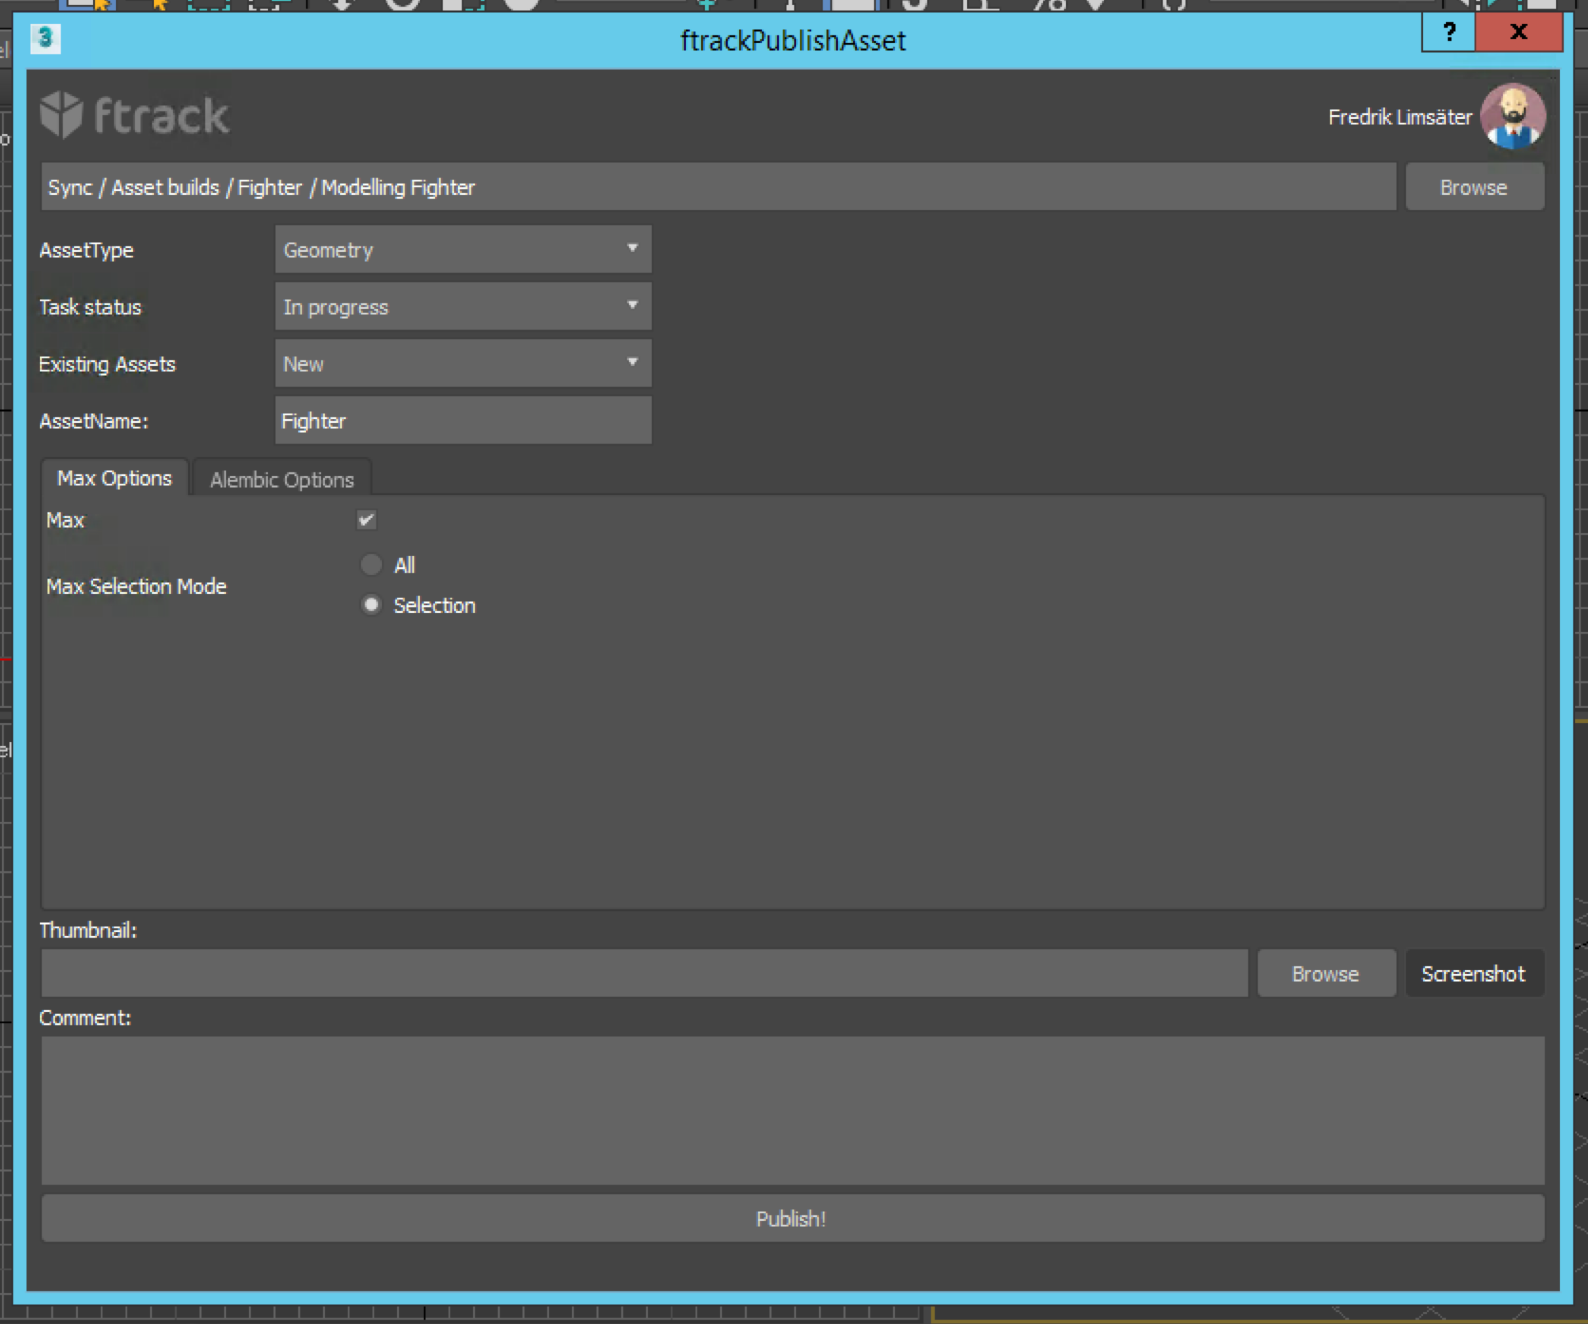 3
ftrackPublishAsset
?
x
ftrack
Fredrik Limsäter
Sync / Asset builds / Fighter / Modelling Fighter
Browse
AssetType
Geometry
Task status
In progress
Existing Assets
New
AssetName:
Fighter
Max Options
Alembic Options
Max
All
Max Selection Mode
Selection
Thumbnail:
Browse
Screenshot
Comment:
Publish!